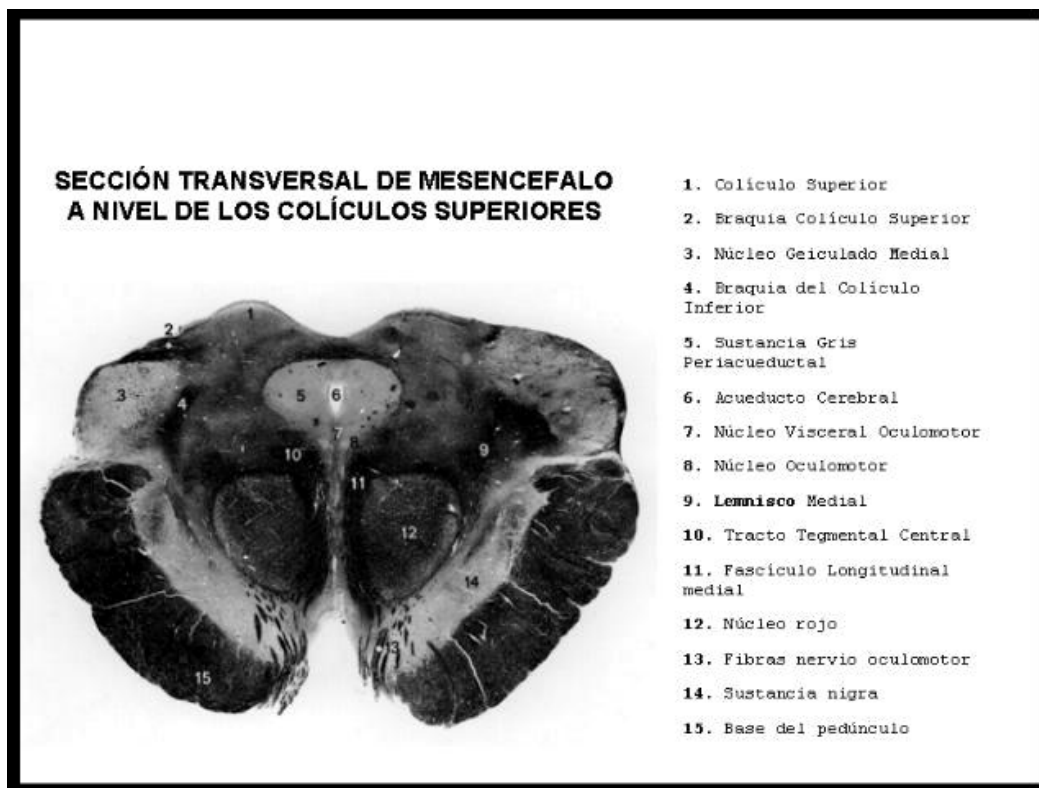 SECCIÓN TRANSVERSAL DE MESENCEFALO
A NIVEL DE LOS COLÍCULOS SUPERIORES
1
2
3
4
5
6
7
8
9
10
11
12
13
14
15
1. Colículo Superior
2. Braquia Colículo Superior
3. Núcleo Geiculado Medial
4. Braquia del Colículo
Inferior
5. Sustancia Gris
Periacueductal
6. Acueducto Cerebral
7. Núcleo Visceral Oculomotor
8. Núcleo Oculomotor
9. Lemnisco Medial
10. Tracto Tegmental Central
11. Fascículo Longitudinal
medial
12. Núcleo rojo
13. Fibras nervio oculomotor
14. Sustancia nigra
15. Base del pedúnculo